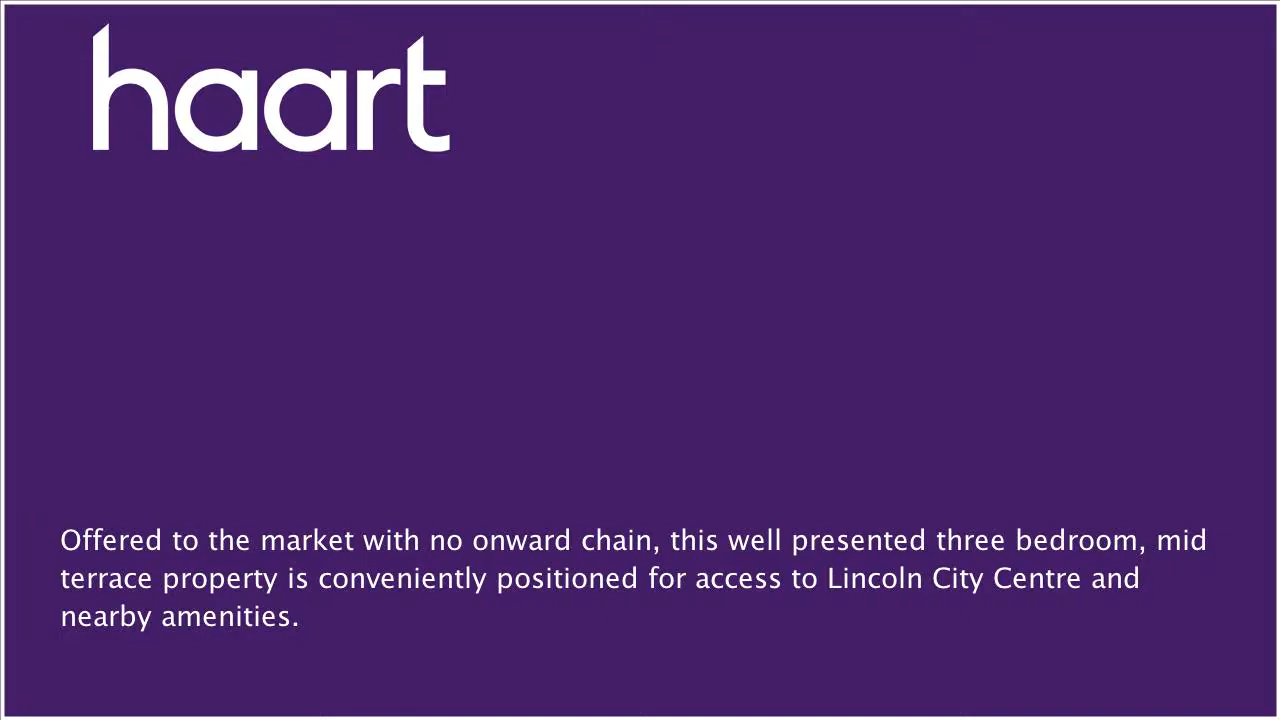 haart
Offered to the market with no onward chain, this well presented three bedroom, mid
terrace property is conveniently positioned for access to Lincoln City Centre and
nearby amenities.